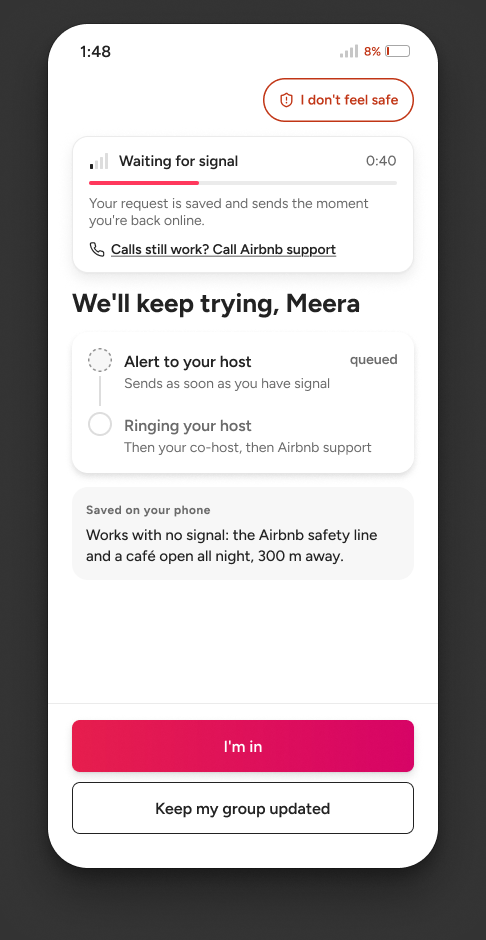 1:48
8%
I don't feel safe
Waiting for signal
0:40
Your request is saved and sends the moment
you're back online.
Calls still work? Call Airbnb support
We'll keep trying, Meera
Alert to your host
queued
Sends as soon as you have signal
Ringing your host
Then your co-host, then Airbnb support
Saved on your phone
Works with no signal: the Airbnb safety line
and a café open all night, 300 m away.
I'm in
Keep my group updated